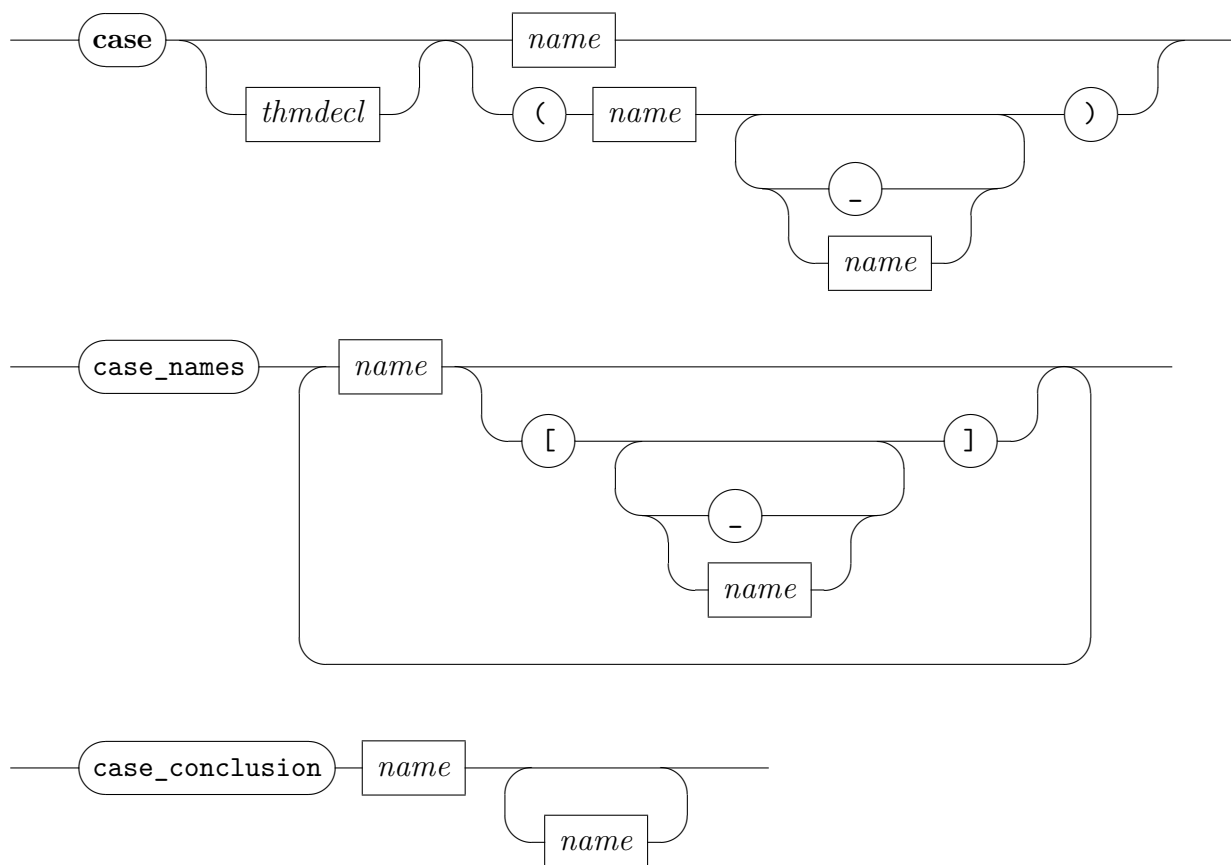 case name
thmdecl ( name )
_
name
case_names name
[ ]
_
name
case_conclusion name
name